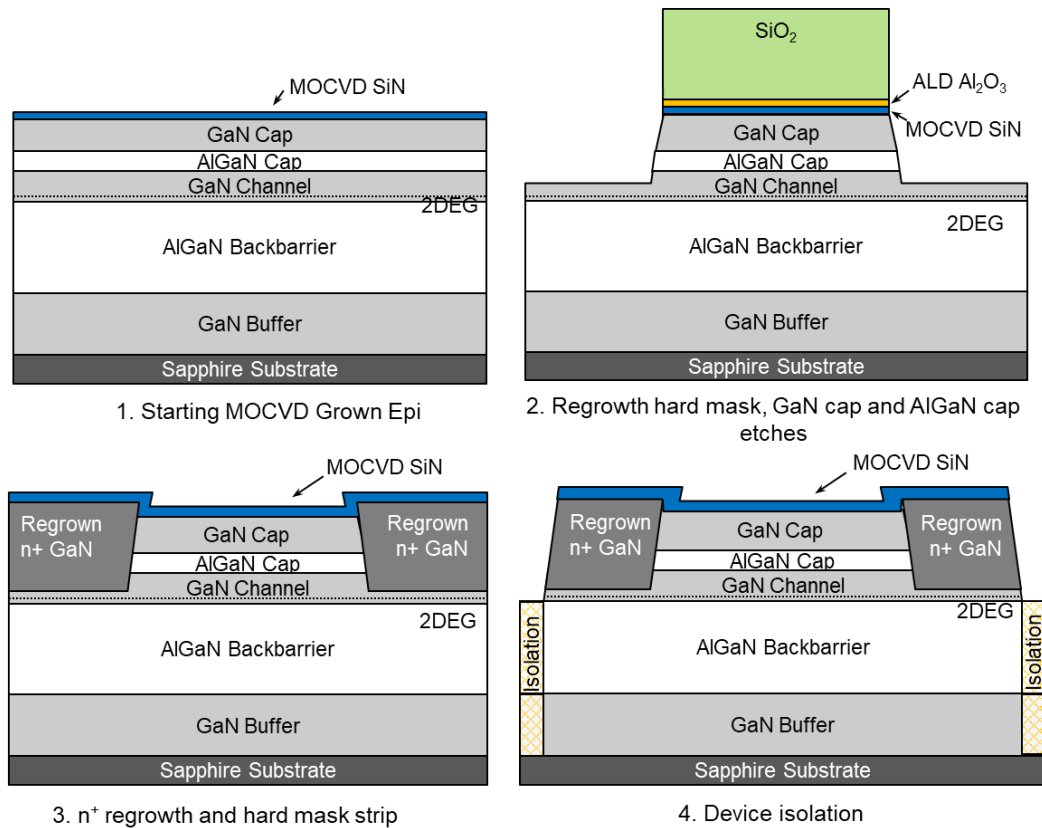 MOCVD SiN
GaN Cap
AlGaN Cap
GaN Channel
2DEG
AlGaN Backbarrier
GaN Buffer
Sapphire Substrate
1. Starting MOCVD Grown Epi
SiO₂
ALD Al₂O₃
MOCVD SiN
GaN Cap
AlGaN Cap
GaN Channel
2DEG
AlGaN Backbarrier
GaN Buffer
Sapphire Substrate
2. Regrowth hard mask, GaN cap and AlGaN cap
etches
MOCVD SiN
Regrown
n+ GaN
GaN Cap
AlGaN Cap
GaN Channel
Regrown
n+ GaN
2DEG
AlGaN Backbarrier
GaN Buffer
Sapphire Substrate
3. n⁺ regrowth and hard mask strip
MOCVD SiN
Regrown
n+ GaN
GaN Cap
AlGaN Cap
GaN Channel
Regrown
n+ GaN
2DEG
Isolation
AlGaN Backbarrier
Isolation
GaN Buffer
Sapphire Substrate
4. Device isolation